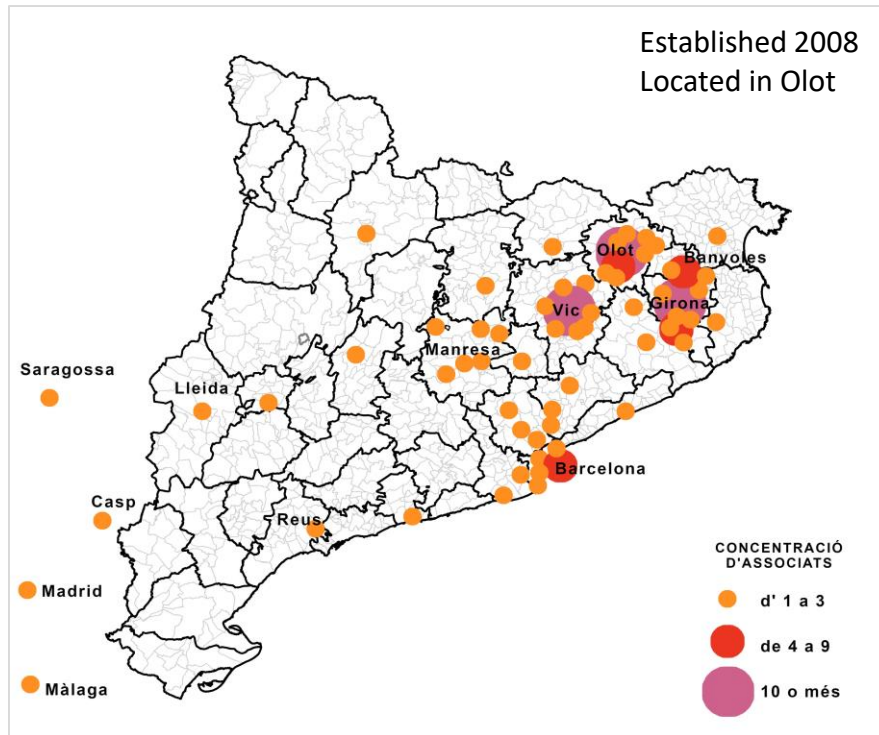 Established 2008
Located in Olot
Olot
Banyoles
Girona
Vic
Manresa
Saragossa
Lleida
Barcelona
Casp
Reus
Madrid
Màlaga
CONCENTRACIÓ
D'ASSOCIATS
d' 1 a 3
de 4 a 9
10 o més